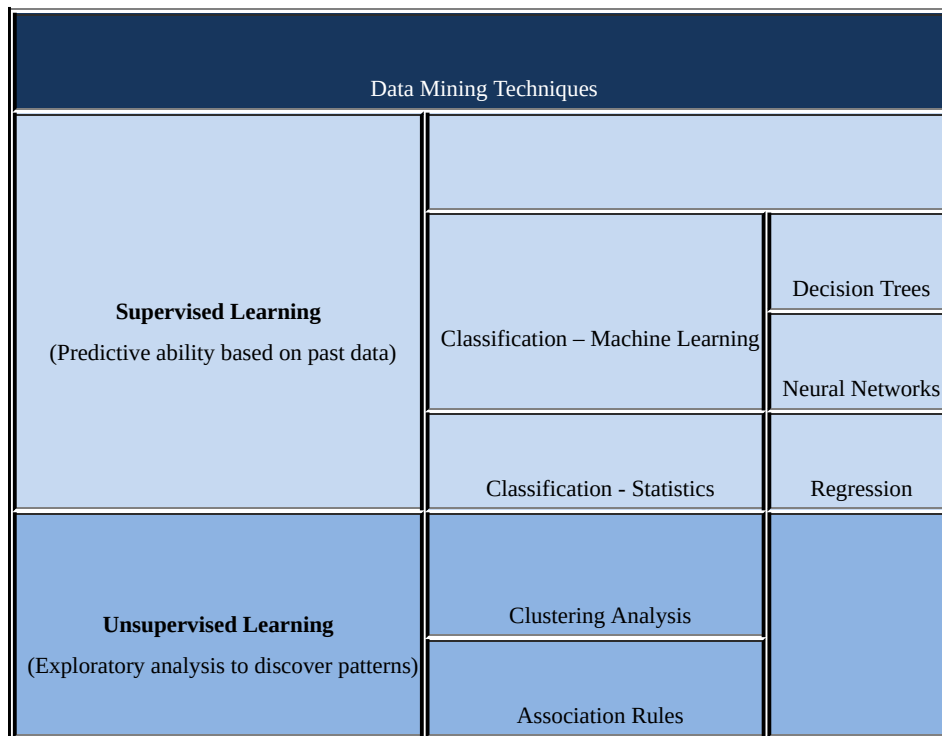 Data Mining Techniques
Supervised Learning
(Predictive ability based on past data)
Classification – Machine Learning
Decision Trees
Neural Networks
Classification - Statistics
Regression
Unsupervised Learning
(Exploratory analysis to discover patterns)
Clustering Analysis
Association Rules